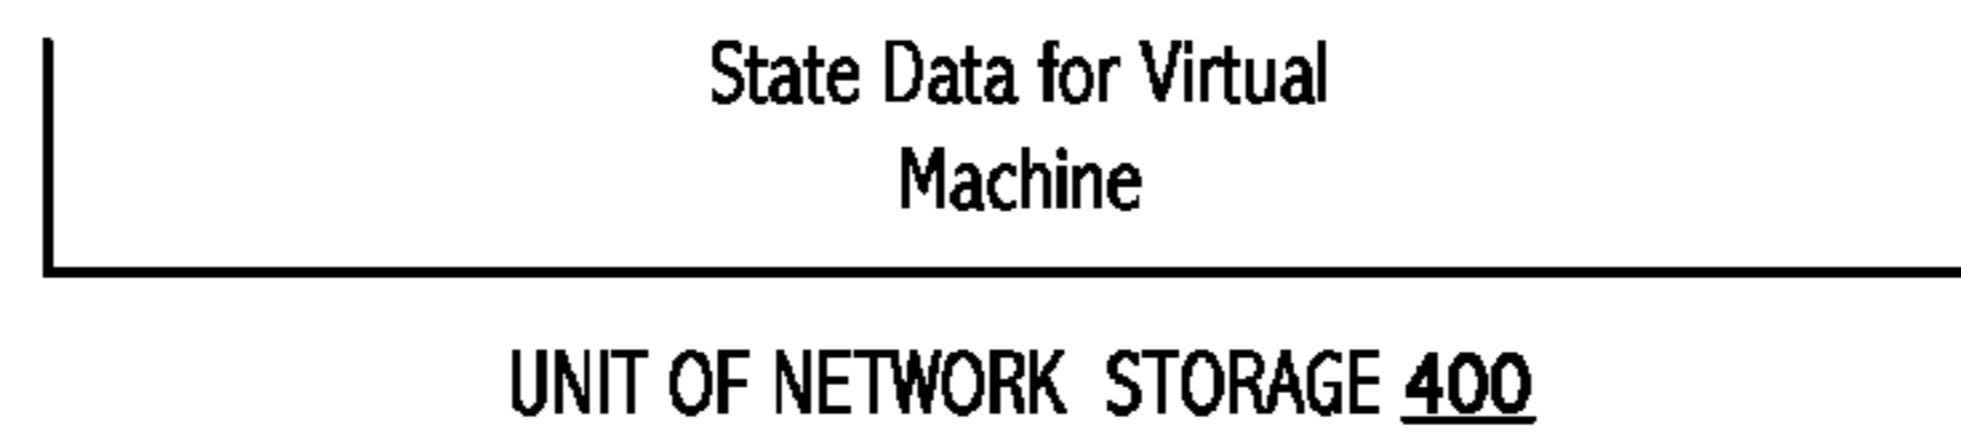 State Data for Virtual
Machine
UNIT OF NETWORK STORAGE 400